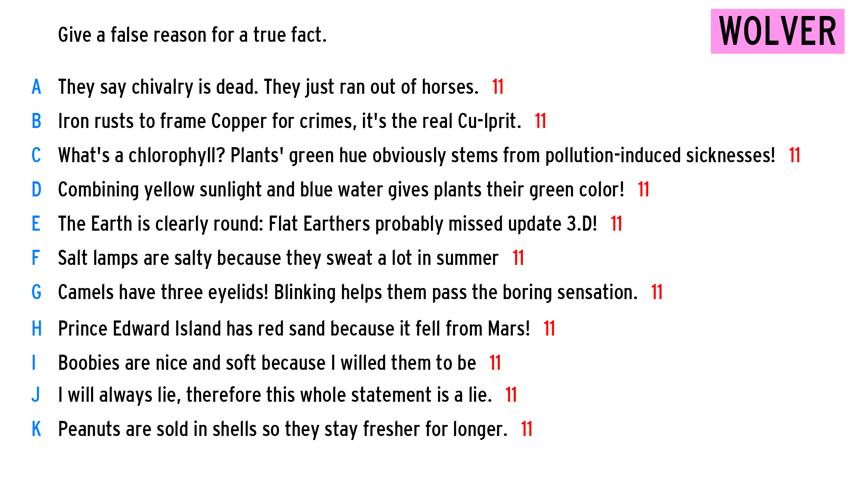 Give a false reason for a true fact.
WOLVER
A They say chivalry is dead. They just ran out of horses. 11
B Iron rusts to frame Copper for crimes, it's the real Cu-lprit. 11
C What's a chlorophyll? Plants' green hue obviously stems from pollution-induced sicknesses! 11
D Combining yellow sunlight and blue water gives plants their green color! 11
E The Earth is clearly round: Flat Earthers probably missed update 3.D! 11
F Salt lamps are salty because they sweat a lot in summer 11
G Camels have three eyelids! Blinking helps them pass the boring sensation. 11
H Prince Edward Island has red sand because it fell from Mars! 11
I Boobies are nice and soft because I willed them to be 11
J I will always lie, therefore this whole statement is a lie. 11
K Peanuts are sold in shells so they stay fresher for longer. 11